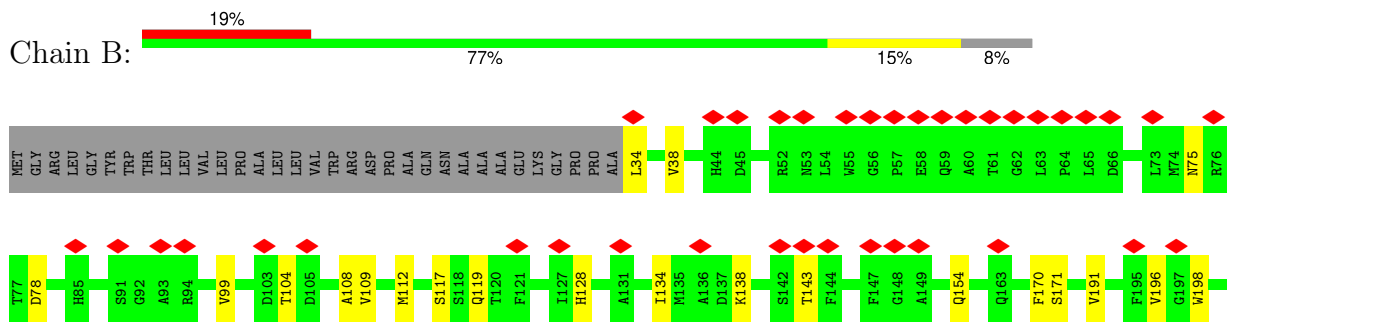 19%
Chain B:
77% 15% 8%
MET GLY ARG LEU GLY TYR TRP THR LEU LEU VAL LEU PRO ALA LEU LEU VAL TRP ARG ASP PRO ALA GLN ASN ALA ALA ALA GLU LYS GLY PRO PRO ALA L34 V38 H44 D45 R52 N53 L54 W55 G56 P57 E58 Q59 A60 T61 G62 L63 P64 L65 D66 L73 M74 N75 R76
T77 D78 H85 S91 G92 A93 R94 V99 D103 T104 D105 A108 V109 M112 S117 S118 Q119 T120 F121 I127 H128 A131 I134 M135 A136 D137 K138 S142 T143 F144 F147 G148 A149 Q154 Q163 F170 S171 V191 F195 V196 G197 W198